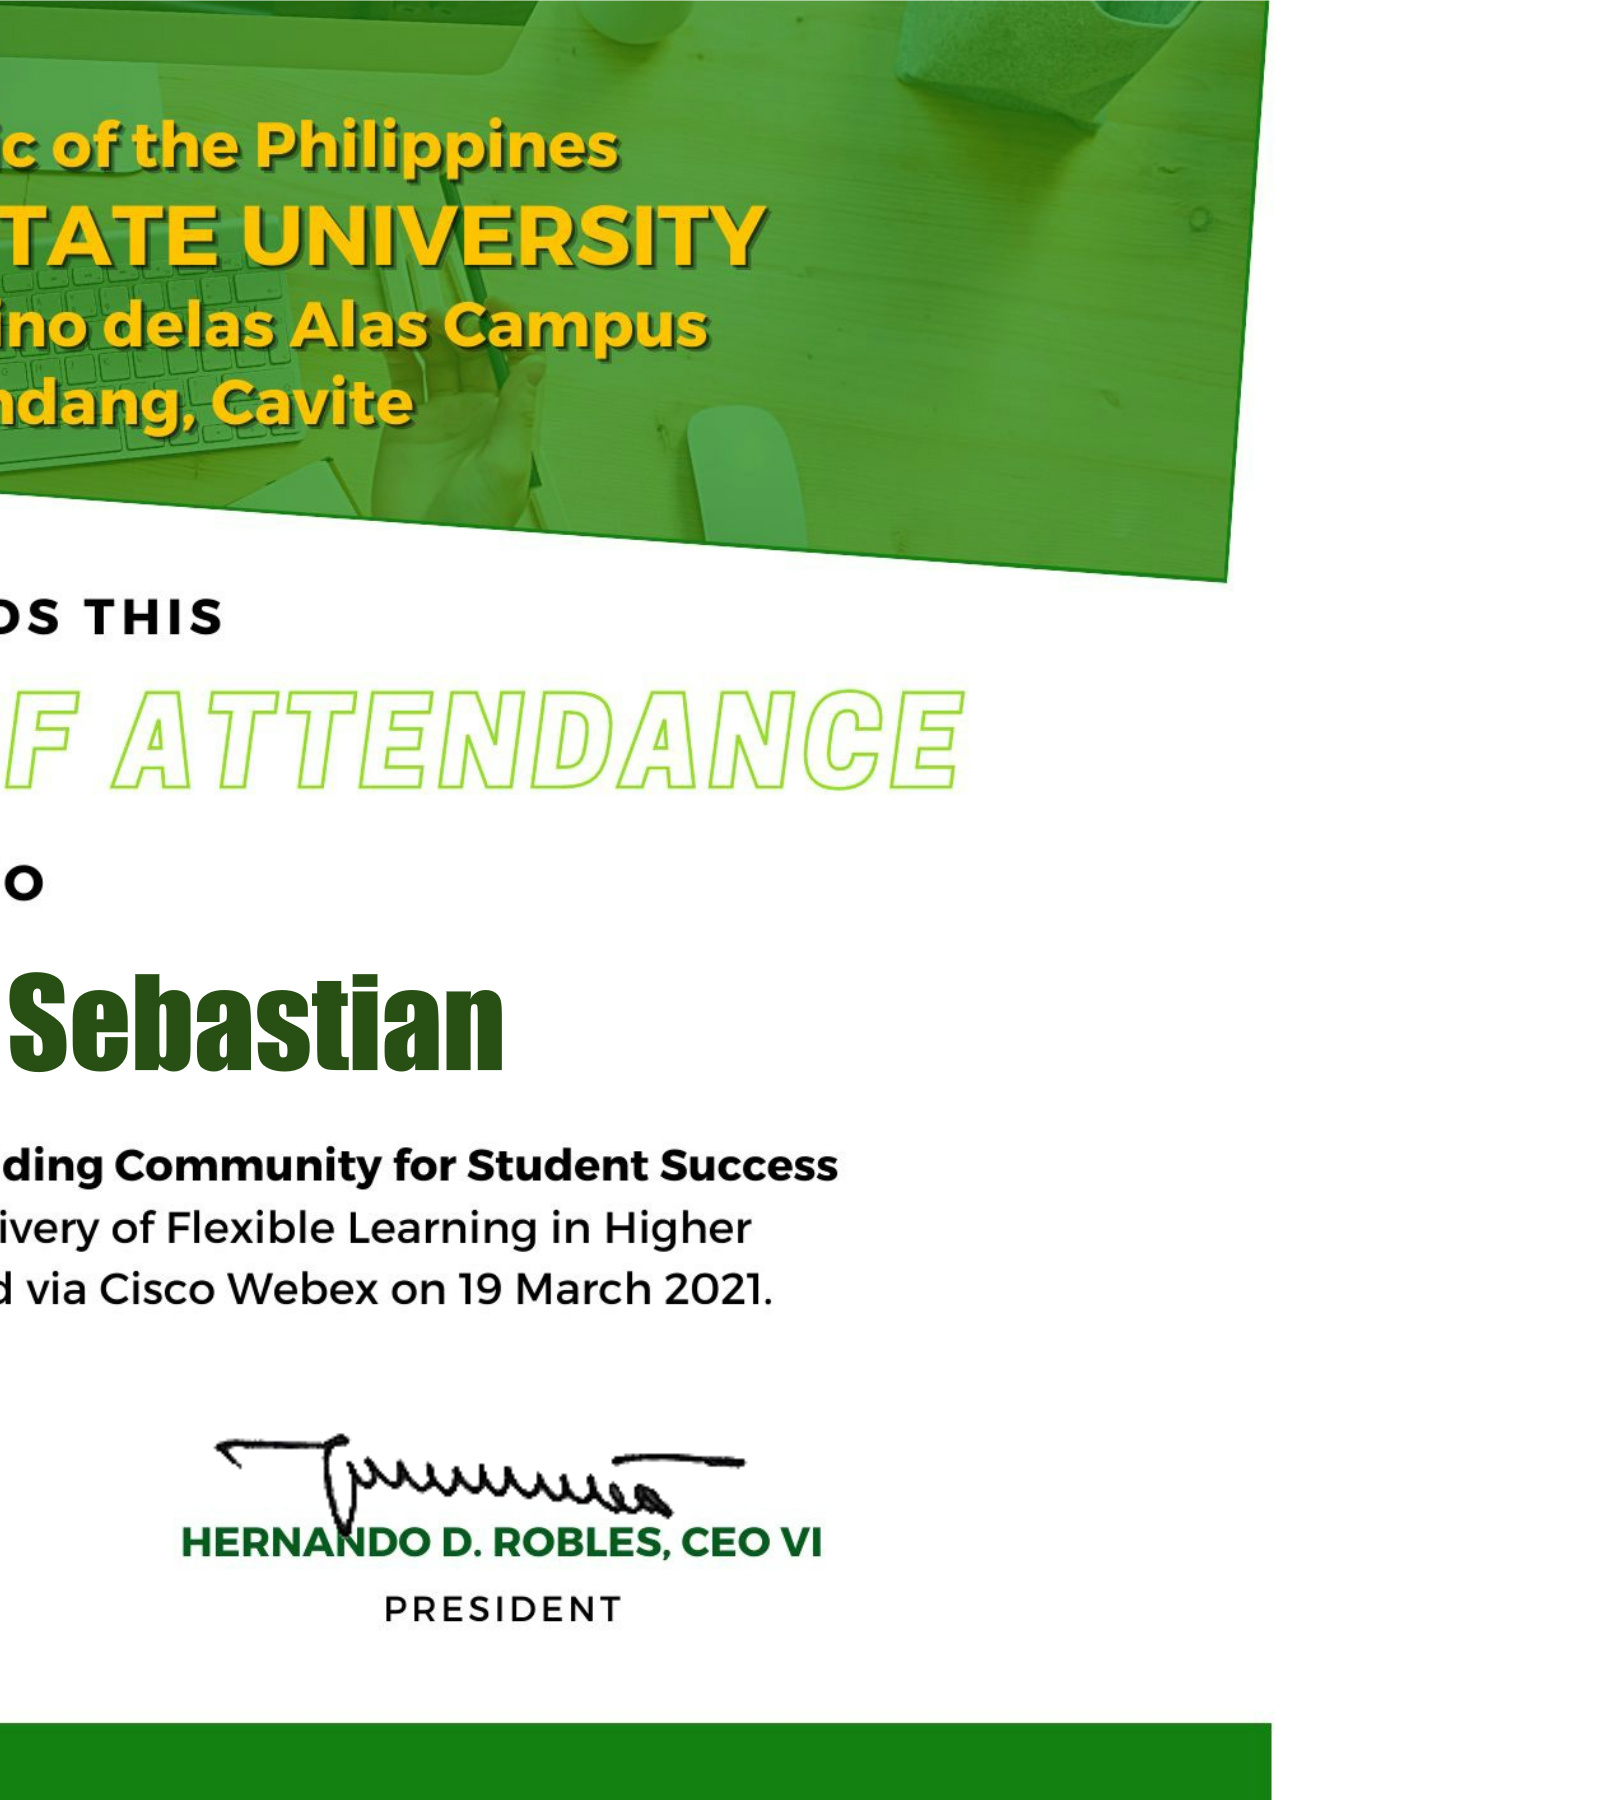 c of the Philippines
TATE UNIVERSITY
ino delas Alas Campus
ndang, Cavite
DS THIS
F ATTENDANCE
O
Sebastian
ding Community for Student Success
ivery of Flexible Learning in Higher
d via Cisco Webex on 19 March 2021.
HERNANDO D. ROBLES, CEO VI
PRESIDENT